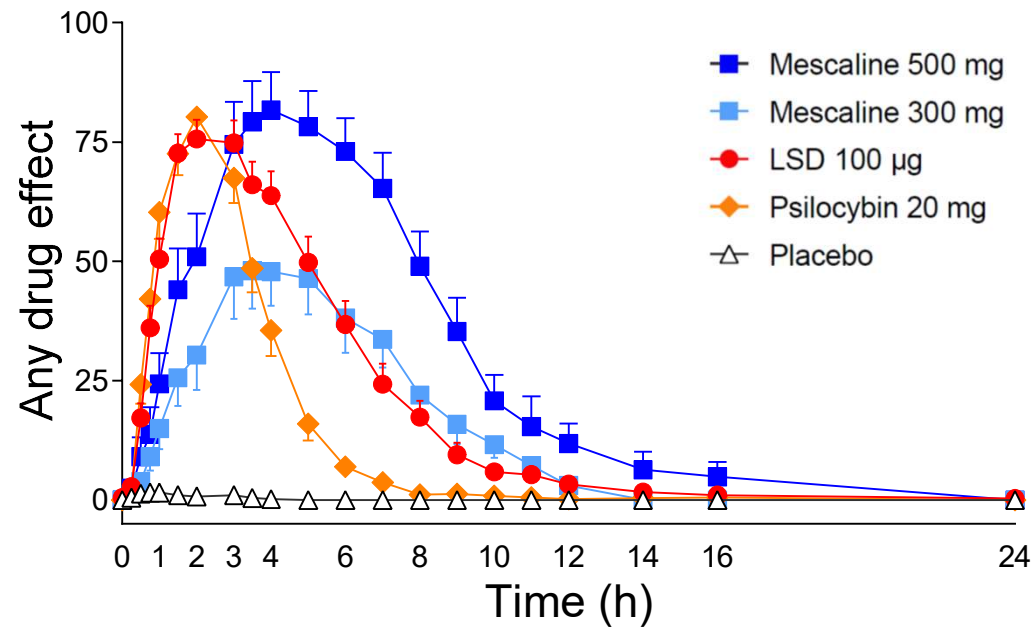 100
75
50
25
0
Any drug effect
Mescaline 500 mg
Mescaline 300 mg
LSD 100 µg
Psilocybin 20 mg
Placebo
0 1 2 3 4 6 8 10 12 14 16 24
Time (h)